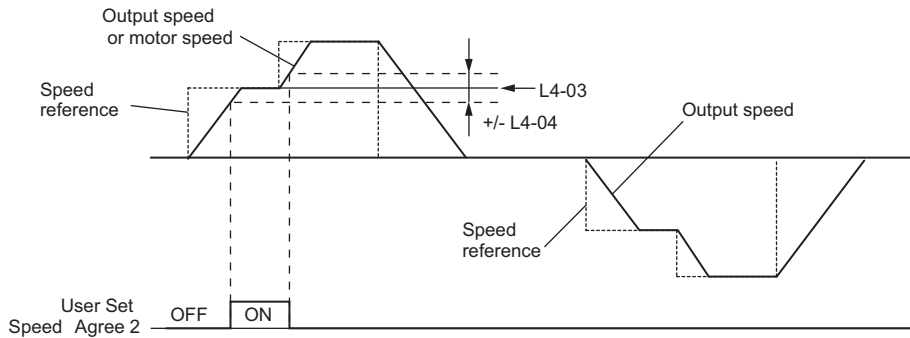 Output speed
or motor speed
Speed
reference
L4-03
+/- L4-04
Output speed
Speed
reference
User Set
Speed Agree 2
OFF
ON